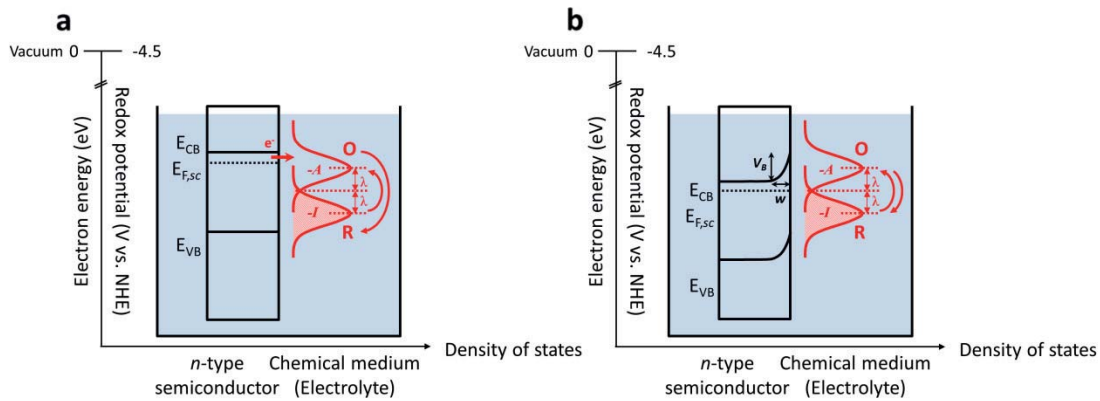 a
Vacuum 0 -4.5
Electron energy (eV)
Redox potential (V vs. NHE)
E_CB
E_F,sc
E_VB
e-
O
-A
λ
λ
-I
R
n-type semiconductor
Chemical medium (Electrolyte)
Density of states
b
Vacuum 0 -4.5
Electron energy (eV)
Redox potential (V vs. NHE)
E_CB
E_F,sc
E_VB
V_B
w
O
-A
λ
λ
-I
R
n-type semiconductor
Chemical medium (Electrolyte)
Density of states